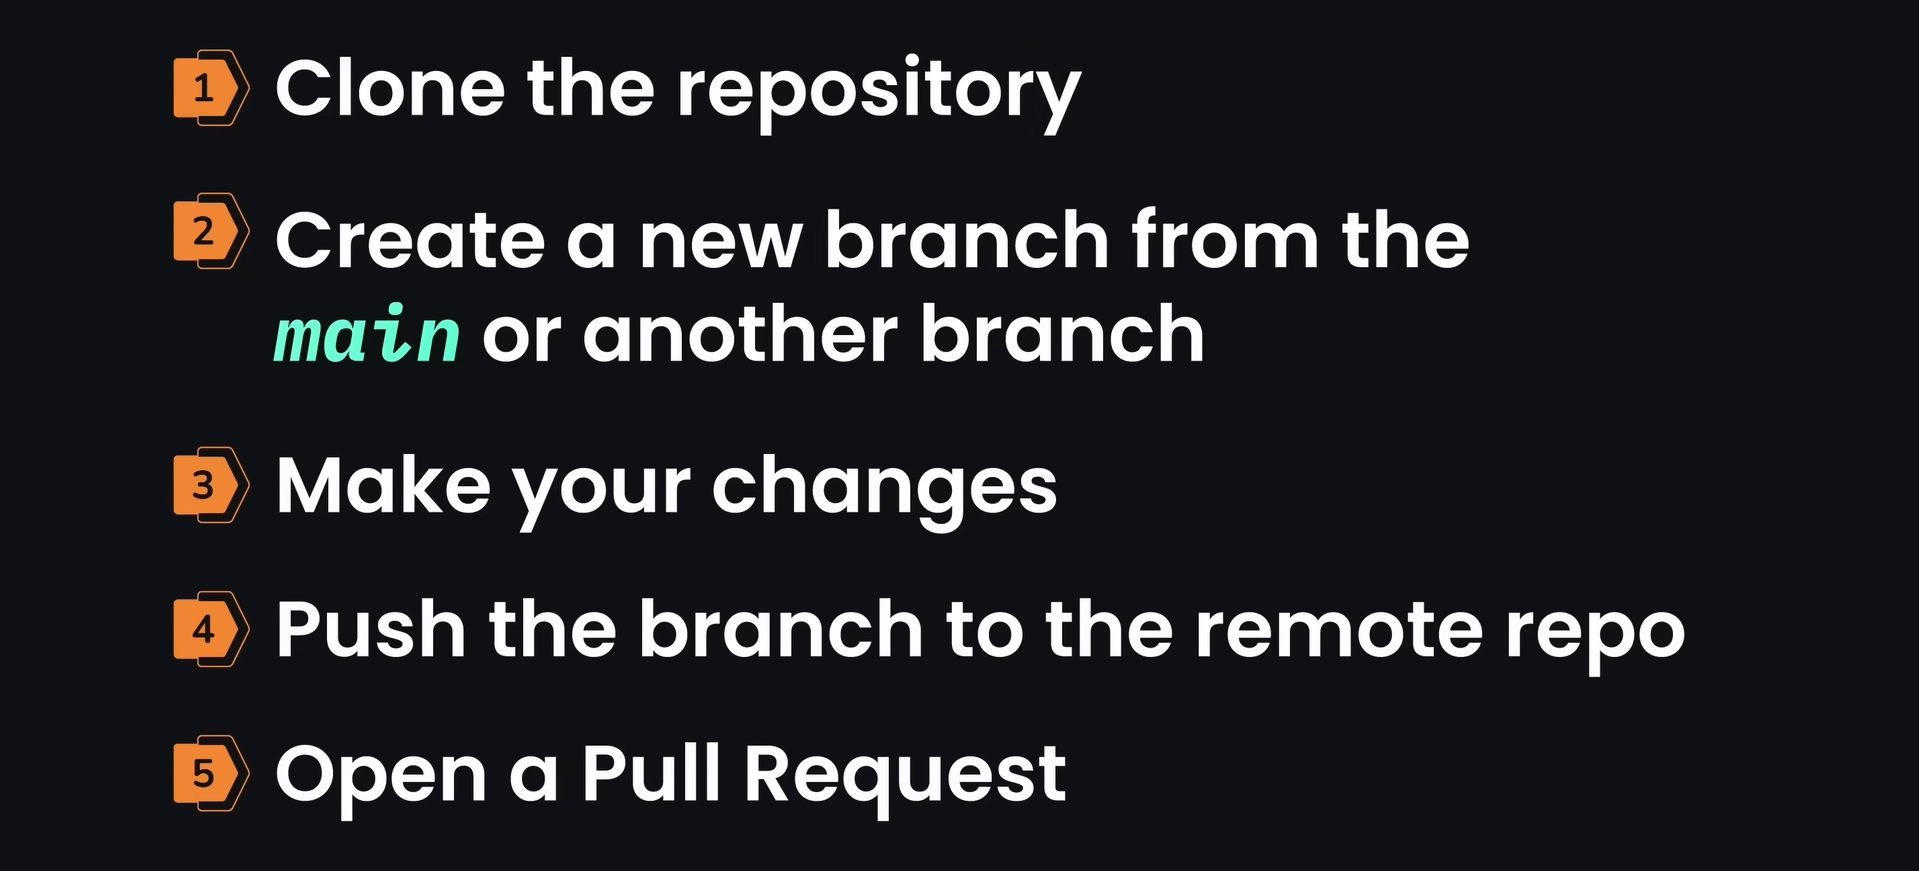 1 Clone the repository
2 Create a new branch from the
main or another branch
3 Make your changes
4 Push the branch to the remote repo
5 Open a Pull Request